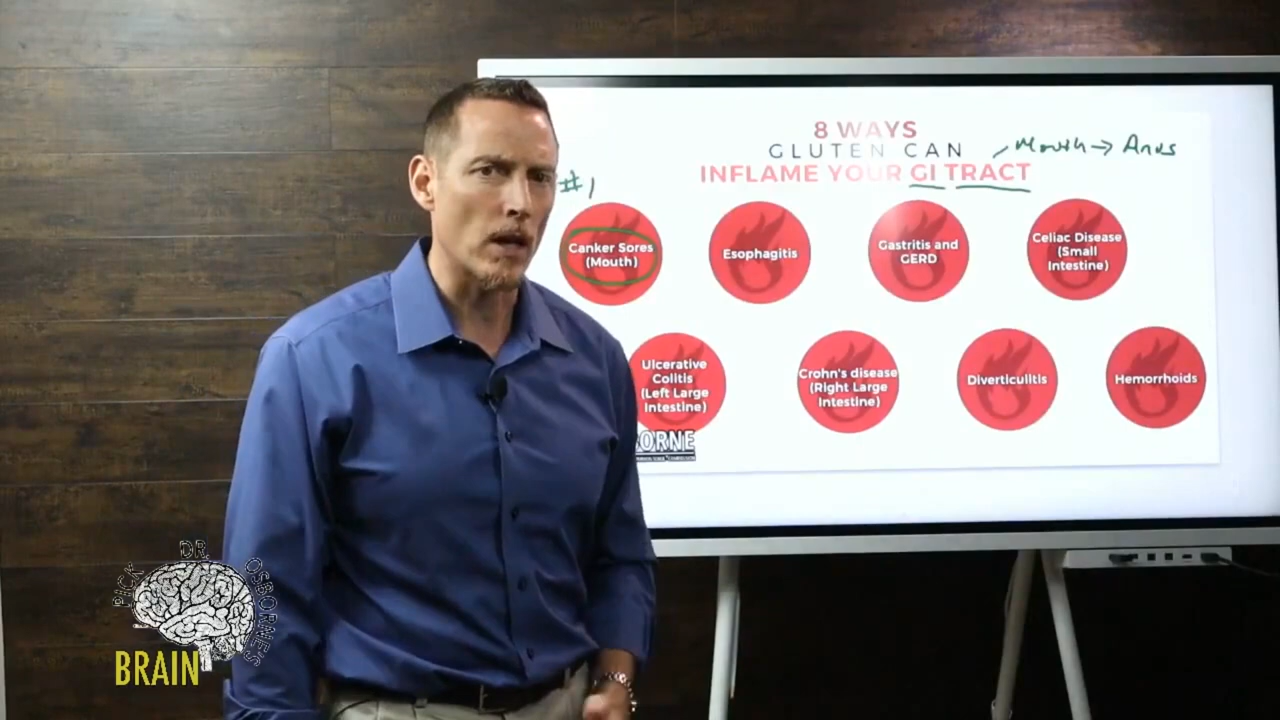 8 WAYS
GLUTEN CAN
INFLAME YOUR GI TRACT
Mouth → Anus
#1
Canker Sores
(Mouth)
Esophagitis
Gastritis and
GERD
Celiac Disease
(Small
Intestine)
Ulcerative
Colitis
(Left Large
Intestine)
Crohn's disease
(Right Large
Intestine)
Diverticulitis
Hemorrhoids
ORNE
PICK DR. OSBORNE'S
BRAIN